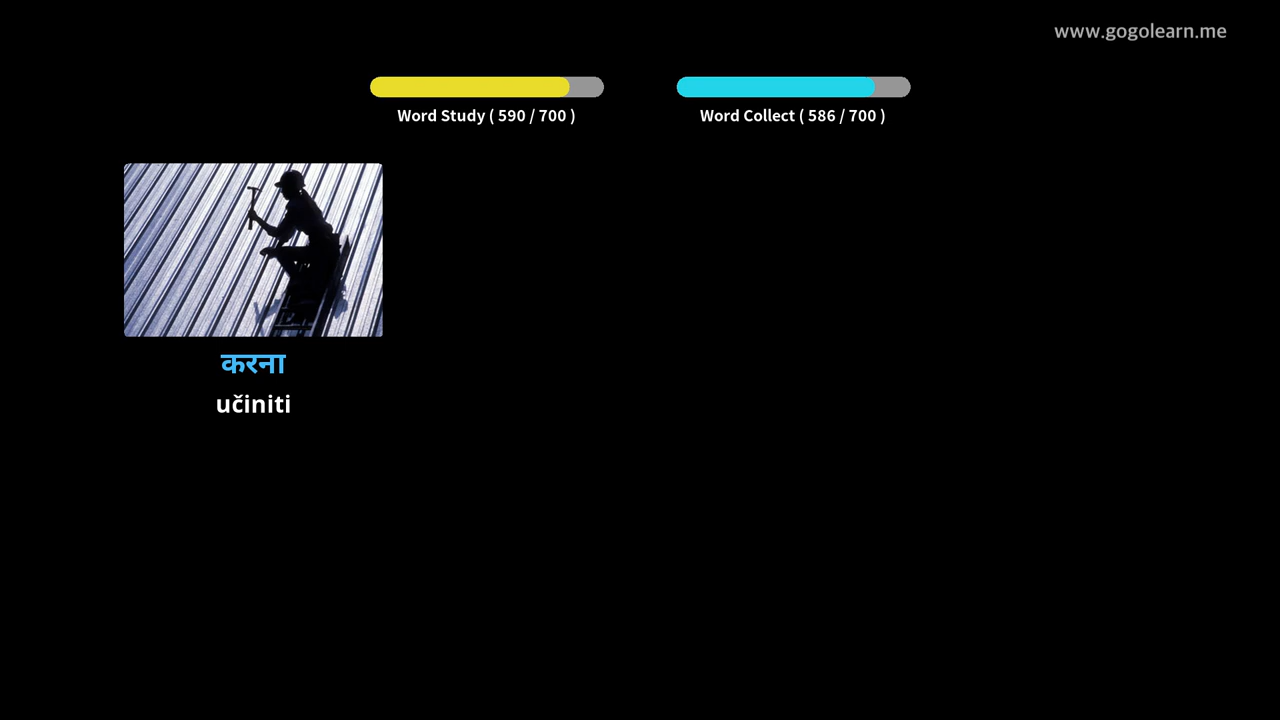 www.gogolearn.me
Word Study ( 590 / 700 )
Word Collect ( 586 / 700 )
करना
učiniti